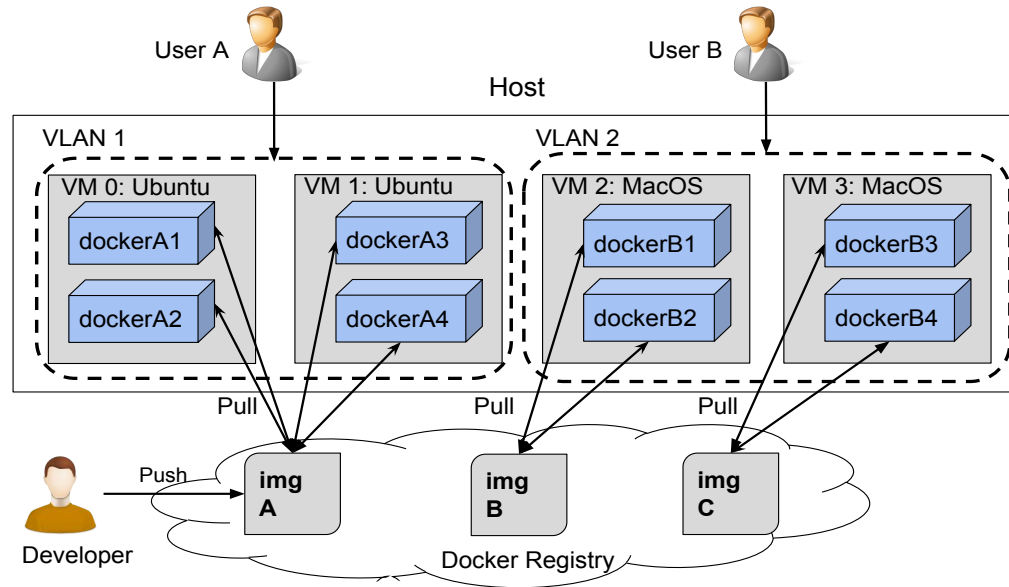 User A
User B
Host
VLAN 1
VLAN 2
VM 0: Ubuntu
VM 1: Ubuntu
VM 2: MacOS
VM 3: MacOS
dockerA1
dockerA3
dockerB1
dockerB3
dockerA2
dockerA4
dockerB2
dockerB4
Pull
Pull
Pull
Push
img
A
img
B
img
C
Developer
Docker Registry